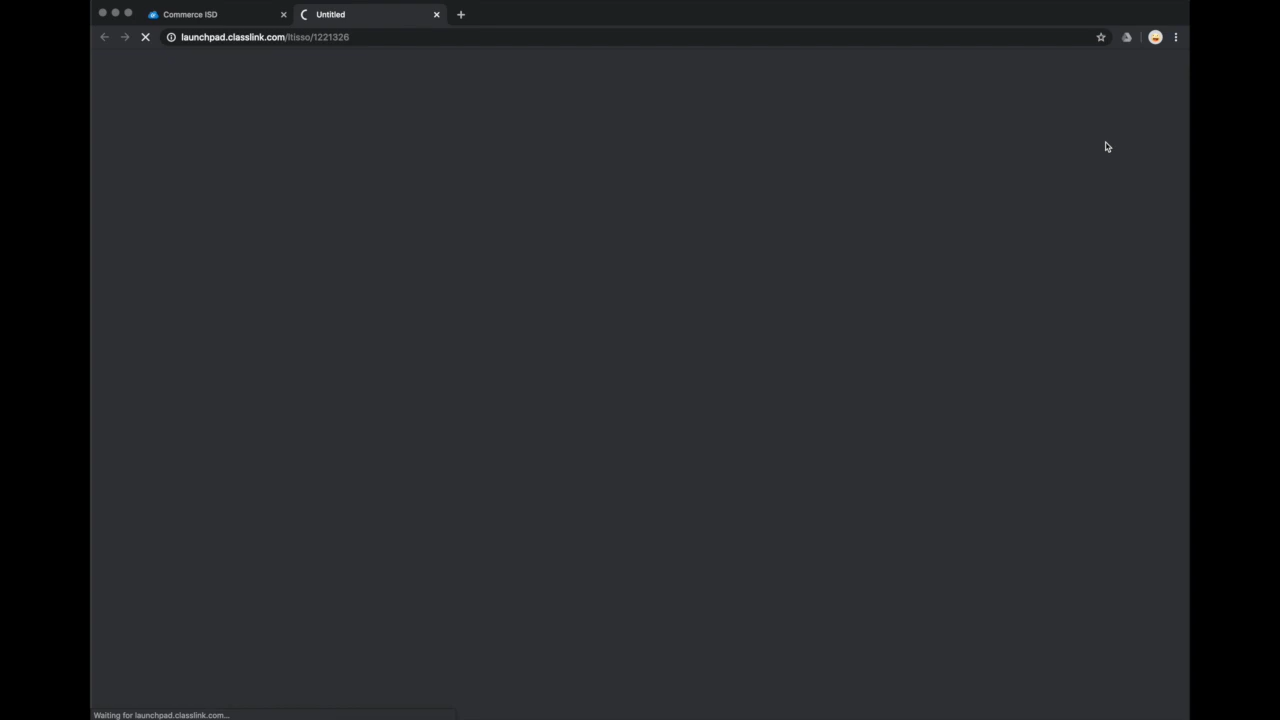 Commerce ISD
Untitled
launchpad.classlink.com/ltisso/1221326
Waiting for launchpad.classlink.com...